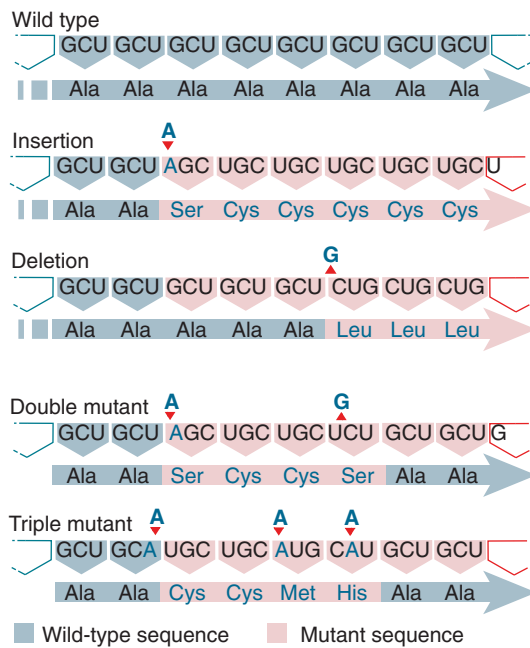 Wild type
GCU GCU GCU GCU GCU GCU GCU GCU
Ala Ala Ala Ala Ala Ala Ala Ala
A
Insertion
GCU GCU AGC UGC UGC UGC UGC UGC U
Ala Ala Ser Cys Cys Cys Cys Cys
Deletion
G
GCU GCU GCU GCU GCU CUG CUG CUG
Ala Ala Ala Ala Ala Leu Leu Leu
Double mutant
A G
GCU GCU AGC UGC UGC UCU GCU GCU G
Ala Ala Ser Cys Cys Ser Ala Ala
Triple mutant
A A A
GCU GCA UGC UGC AUG CAU GCU GCU
Ala Ala Cys Cys Met His Ala Ala
Wild-type sequence Mutant sequence